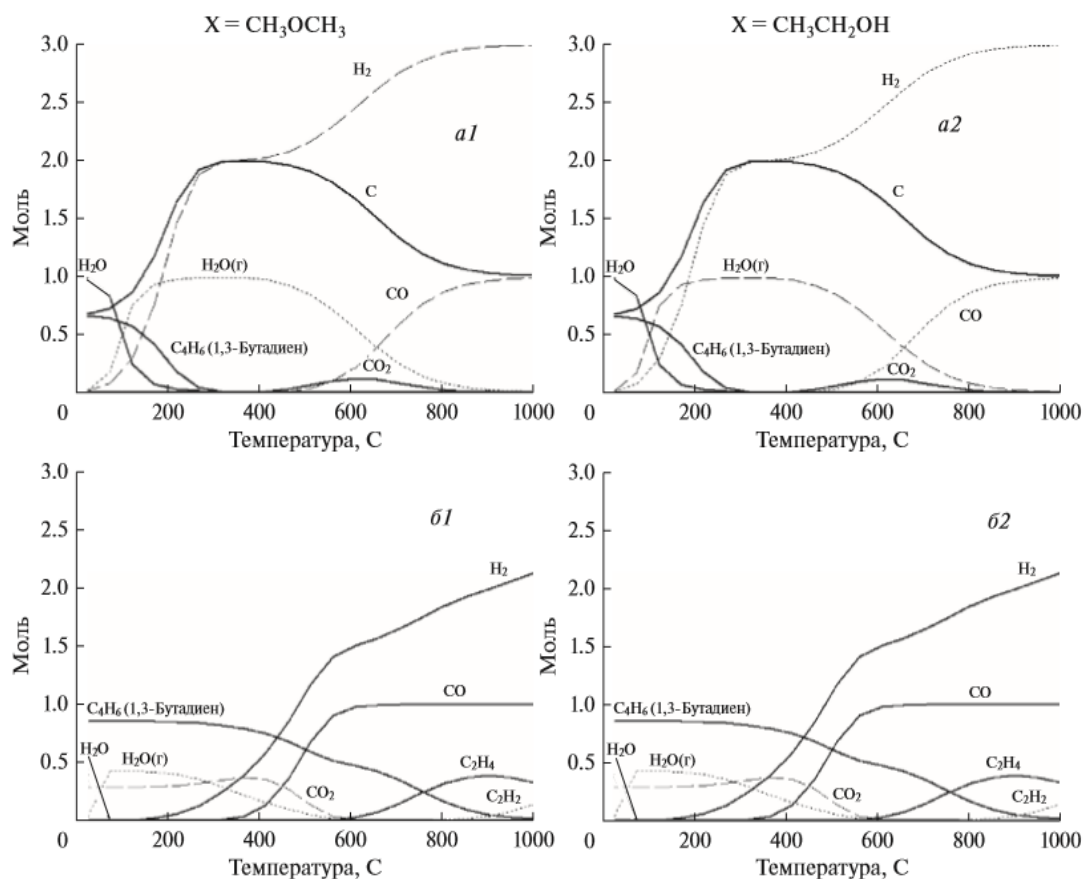 X = CH₃OCH₃
X = CH₃CH₂OH
3.0
2.5
2.0
1.5
1.0
0.5
0
Моль
H₂
а1
C
H₂O
H₂O(г)
CO
C₄H₆ (1,3-Бутадиен)
CO₂
200
400
600
800
1000
Температура, C
3.0
2.5
2.0
1.5
1.0
0.5
0
Моль
H₂
а2
C
H₂O
H₂O(г)
CO
C₄H₆ (1,3-Бутадиен)
CO₂
200
400
600
800
1000
Температура, C
3.0
2.5
2.0
1.5
1.0
0.5
0
Моль
б1
H₂
CO
C₄H₆ (1,3-Бутадиен)
H₂O
H₂O(г)
CO₂
C₂H₄
C₂H₂
200
400
600
800
1000
Температура, C
3.0
2.5
2.0
1.5
1.0
0.5
0
Моль
б2
H₂
CO
C₄H₆ (1,3-Бутадиен)
H₂O
H₂O(г)
CO₂
C₂H₄
C₂H₂
200
400
600
800
1000
Температура, C